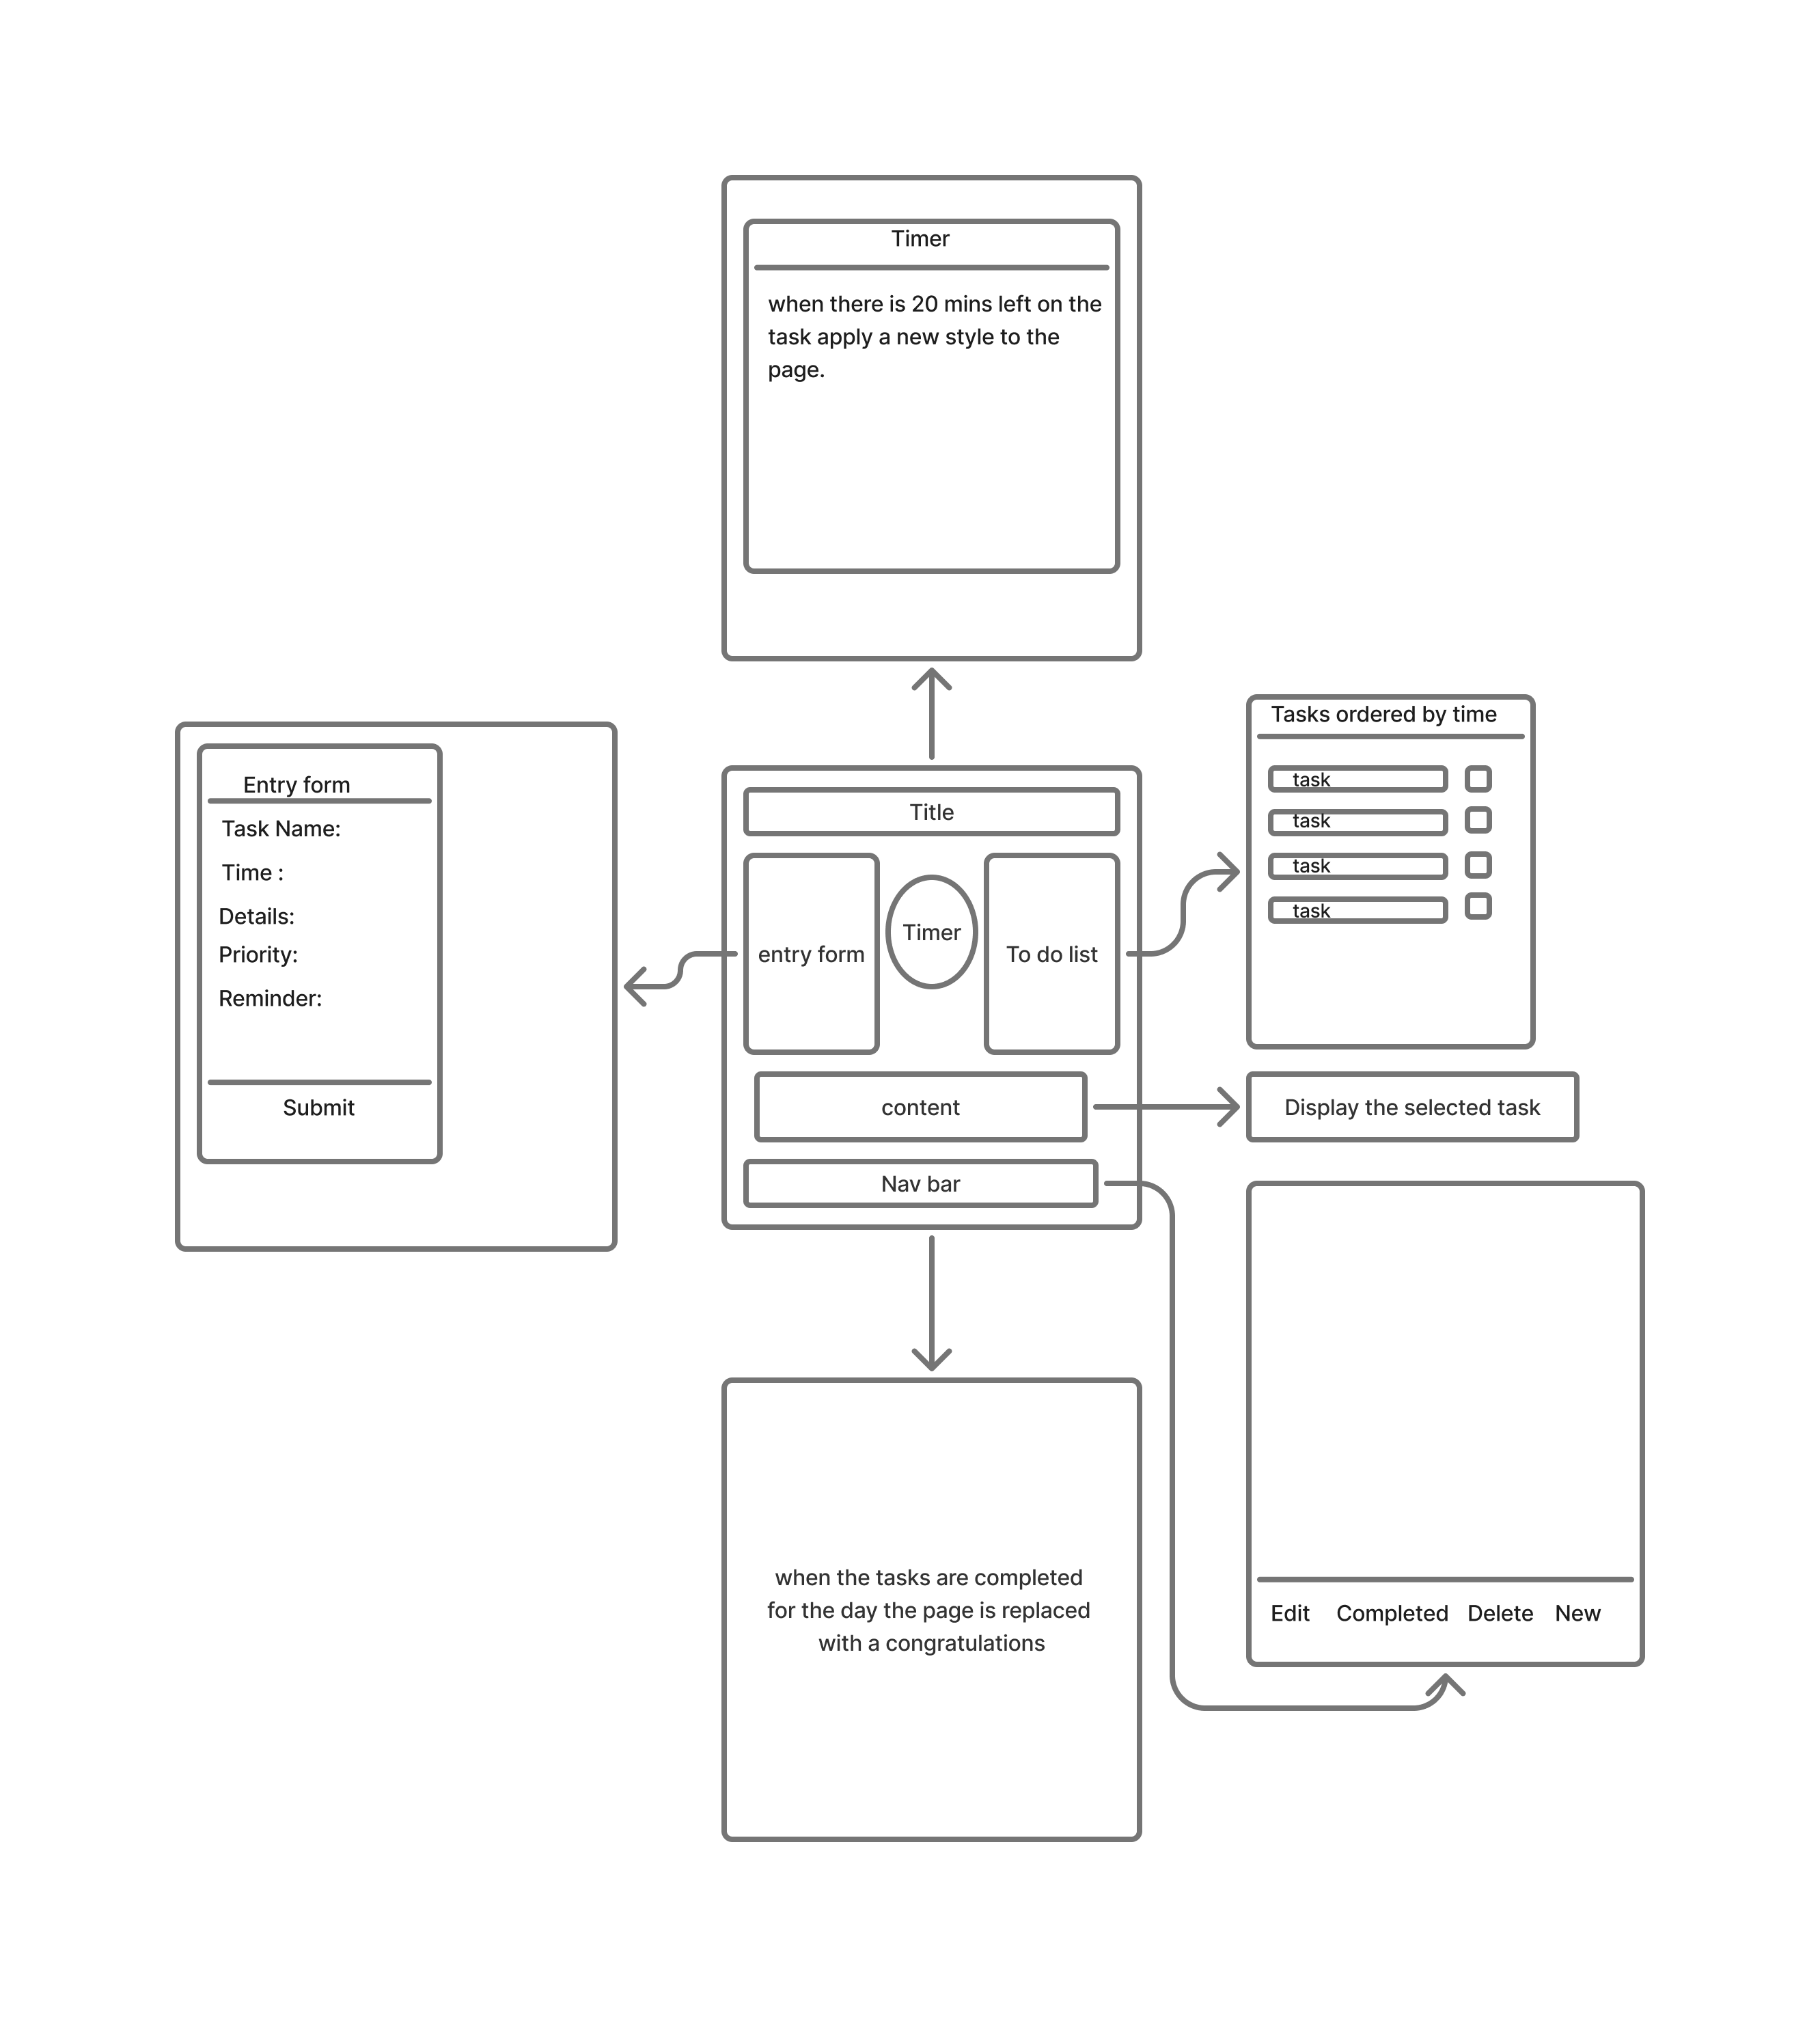 Timer
when there is 20 mins left on the
task apply a new style to the
page.
Entry form
Task Name:
Time :
Details:
Priority:
Reminder:
Submit
Title
entry form
Timer
To do list
content
Nav bar
Tasks ordered by time
task
task
task
task
Display the selected task
Edit Completed Delete New
when the tasks are completed
for the day the page is replaced
with a congratulations